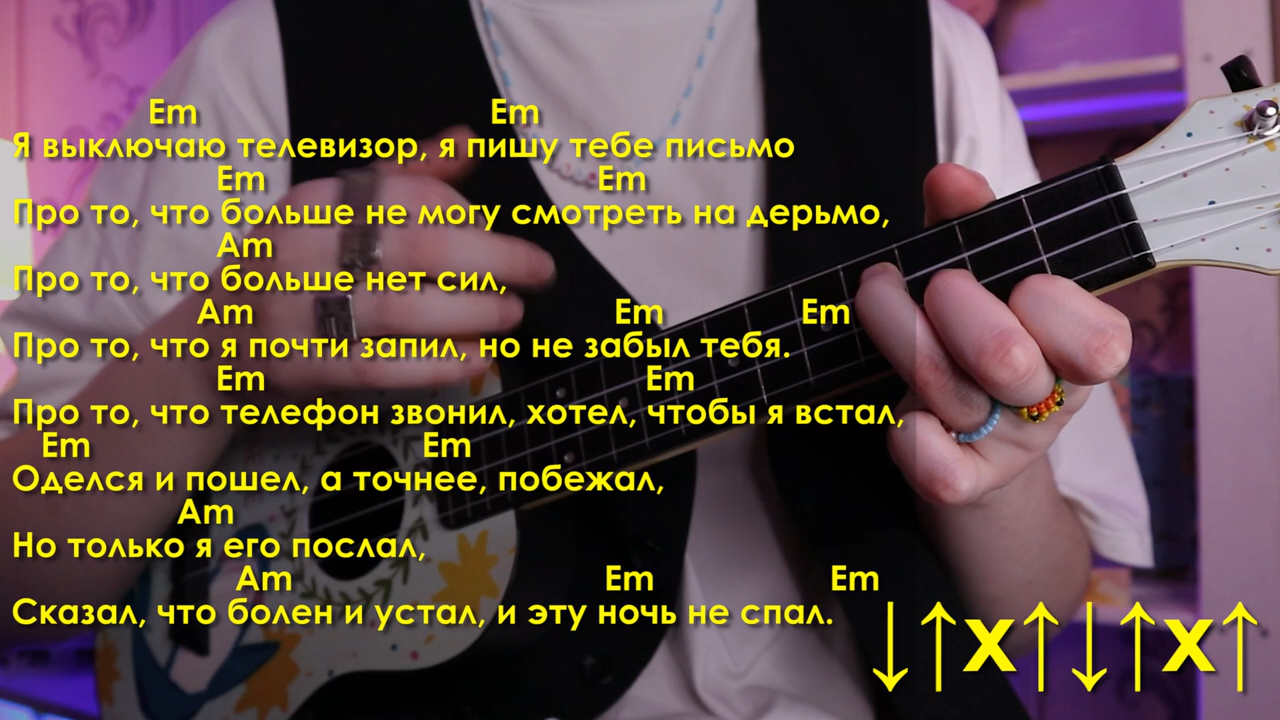 Em Em
Я выключаю телевизор, я пишу тебе письмо
Em Em
Про то, что больше не могу смотреть на дерьмо,
Am
Про то, что больше нет сил,
Am Em Em
Про то, что я почти запил, но не забыл тебя.
Em Em
Про то, что телефон звонил, хотел, чтобы я встал,
Em Em
Оделся и пошел, а точнее, побежал,
Am
Но только я его послал,
Am Em Em
Сказал, что болен и устал, и эту ночь не спал.
↓↑x↑↓↑x↑